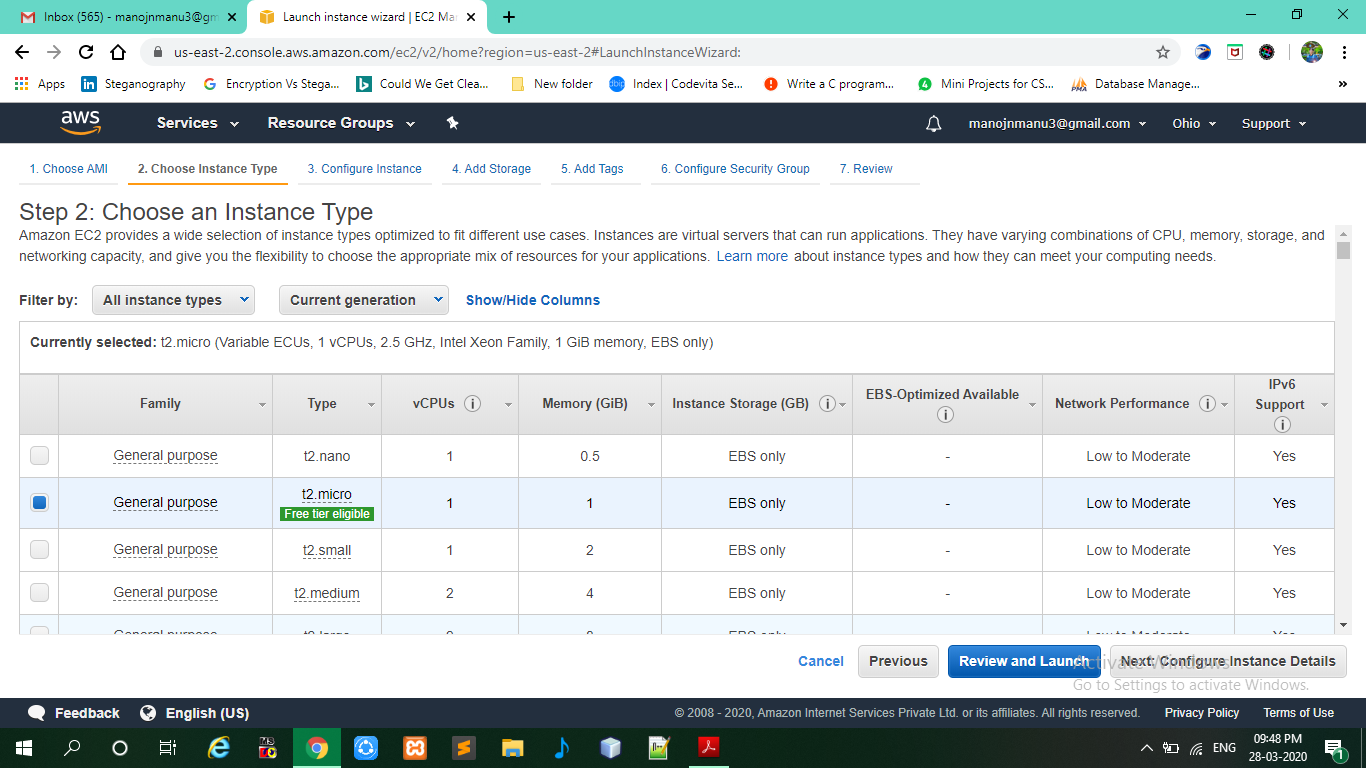 Inbox (565) - manojnmanu3@gm
Launch instance wizard | EC2 Man
us-east-2.console.aws.amazon.com/ec2/v2/home?region=us-east-2#LaunchInstanceWizard:
Apps Steganography Encryption Vs Stega... Could We Get Clea... New folder Index | Codevita Se... Write a C program... Mini Projects for CS... Database Manage... »
aws Services Resource Groups manojnmanu3@gmail.com Ohio Support
1. Choose AMI 2. Choose Instance Type 3. Configure Instance 4. Add Storage 5. Add Tags 6. Configure Security Group 7. Review
Step 2: Choose an Instance Type
Amazon EC2 provides a wide selection of instance types optimized to fit different use cases. Instances are virtual servers that can run applications. They have varying combinations of CPU, memory, storage, and
networking capacity, and give you the flexibility to choose the appropriate mix of resources for your applications. Learn more about instance types and how they can meet your computing needs.
Filter by: All instance types Current generation Show/Hide Columns
Currently selected: t2.micro (Variable ECUs, 1 vCPUs, 2.5 GHz, Intel Xeon Family, 1 GiB memory, EBS only)
Family Type vCPUs Memory (GiB) Instance Storage (GB) EBS-Optimized Available Network Performance IPv6 Support
General purpose t2.nano 1 0.5 EBS only - Low to Moderate Yes
General purpose t2.micro 1 1 EBS only - Low to Moderate Yes
Free tier eligible
General purpose t2.small 1 2 EBS only - Low to Moderate Yes
General purpose t2.medium 2 4 EBS only - Low to Moderate Yes
Cancel Previous Review and Launch Next: Configure Instance Details
Activate Windows
Go to Settings to activate Windows.
Feedback English (US) © 2008 - 2020, Amazon Internet Services Private Ltd. or its affiliates. All rights reserved. Privacy Policy Terms of Use
ENG 09:48 PM
28-03-2020
1